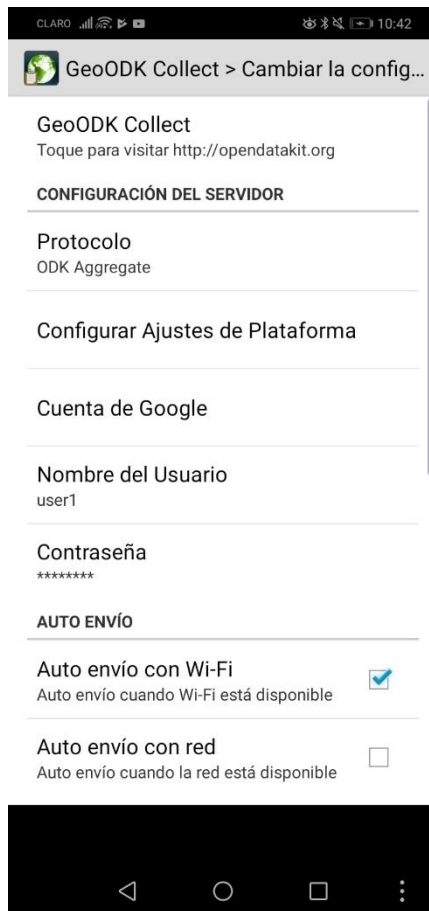 CLARO 10:42
GeoODK Collect > Cambiar la config...
GeoODK Collect
Toque para visitar http://opendatakit.org
CONFIGURACIÓN DEL SERVIDOR
Protocolo
ODK Aggregate
Configurar Ajustes de Plataforma
Cuenta de Google
Nombre del Usuario
user1
Contraseña
********
AUTO ENVÍO
Auto envío con Wi-Fi
Auto envío cuando Wi-Fi está disponible
Auto envío con red
Auto envío cuando la red está disponible